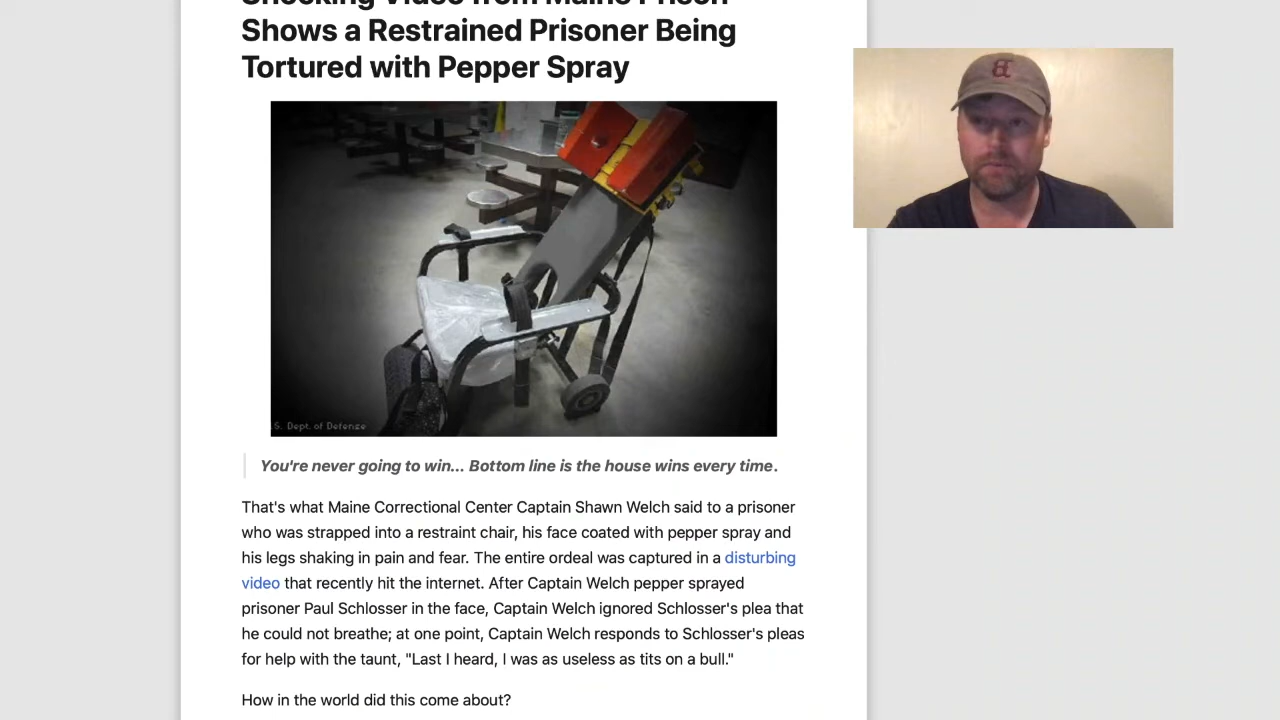 Shocking Video from Maine Prison
Shows a Restrained Prisoner Being
Tortured with Pepper Spray
S. Dept. of Defense
You're never going to win... Bottom line is the house wins every time.
That's what Maine Correctional Center Captain Shawn Welch said to a prisoner
who was strapped into a restraint chair, his face coated with pepper spray and
his legs shaking in pain and fear. The entire ordeal was captured in a disturbing
video that recently hit the internet. After Captain Welch pepper sprayed
prisoner Paul Schlosser in the face, Captain Welch ignored Schlosser's plea that
he could not breathe; at one point, Captain Welch responds to Schlosser's pleas
for help with the taunt, "Last I heard, I was as useless as tits on a bull."
How in the world did this come about?